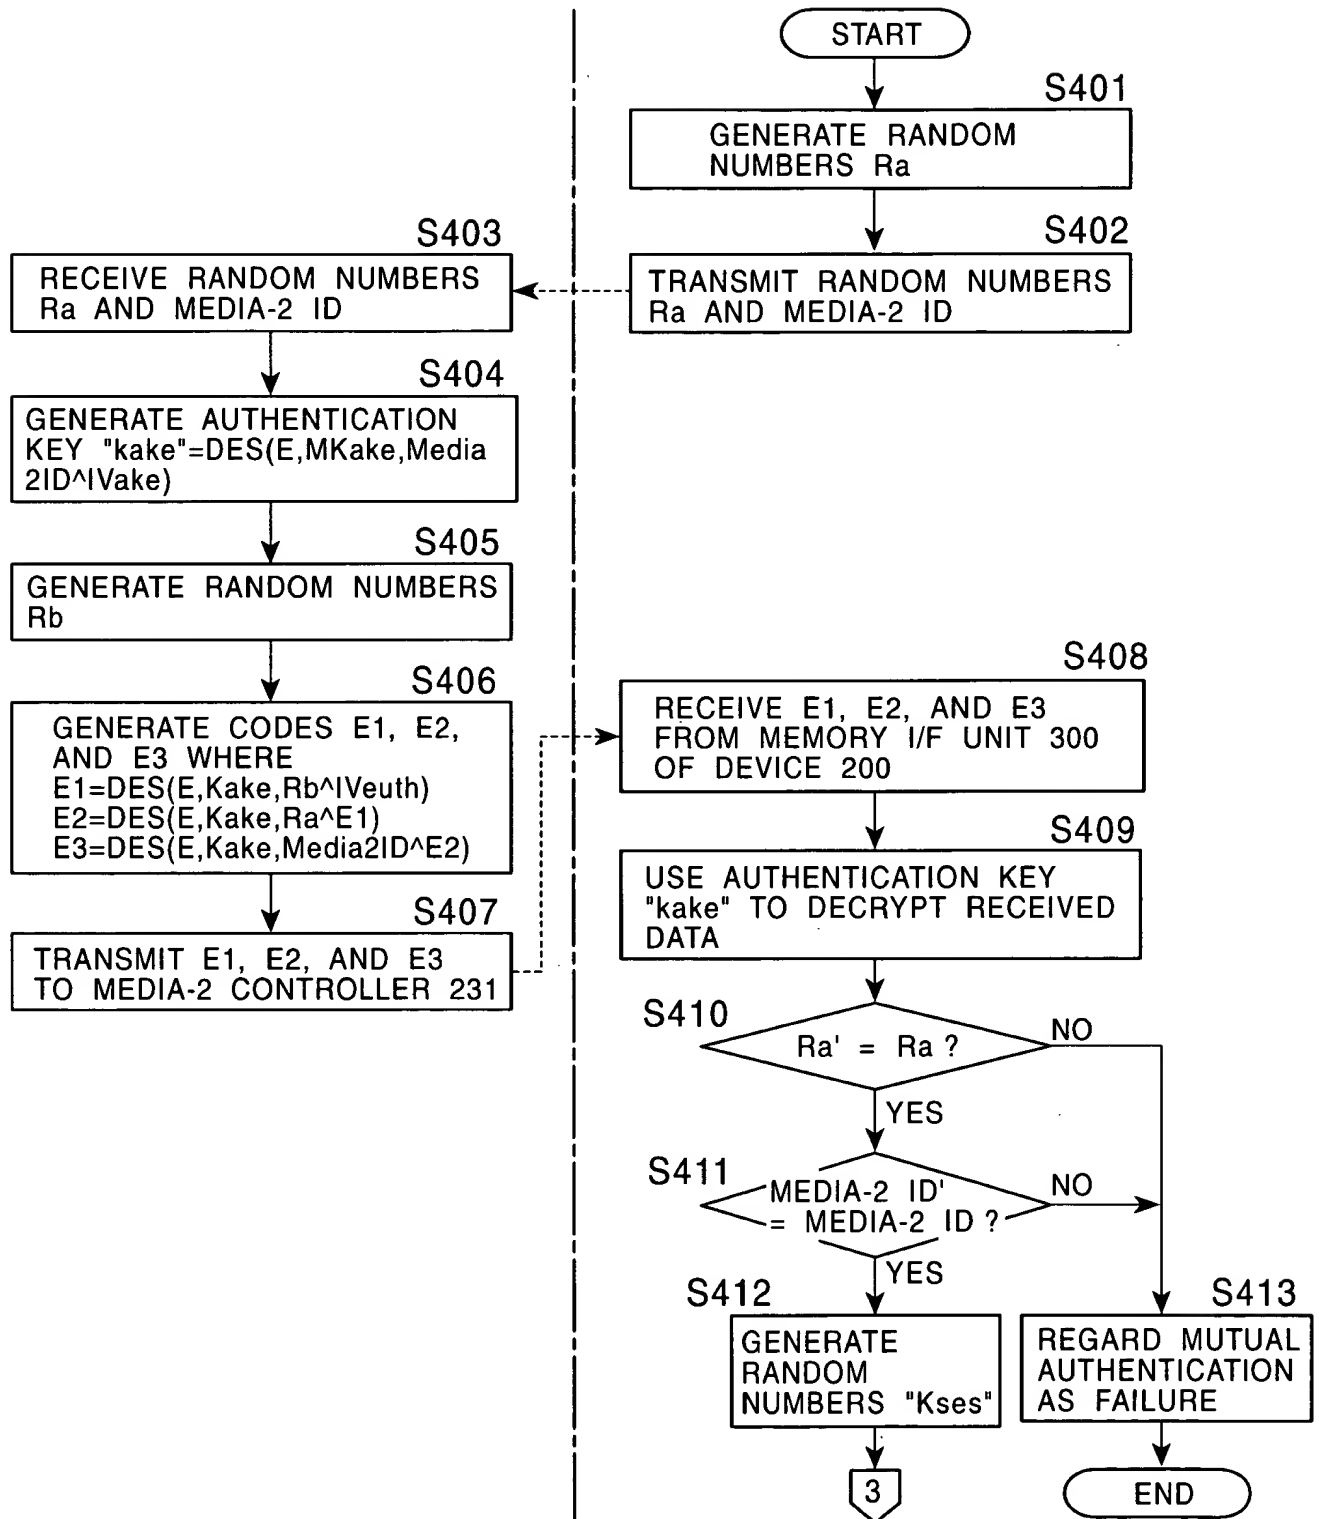 START
S401
GENERATE RANDOM
NUMBERS Ra
S402
TRANSMIT RANDOM NUMBERS
Ra AND MEDIA-2 ID
S403
RECEIVE RANDOM NUMBERS
Ra AND MEDIA-2 ID
S404
GENERATE AUTHENTICATION
KEY "kake"=DES(E,MKake,Media
2ID^IVake)
S405
GENERATE RANDOM NUMBERS
Rb
S406
GENERATE CODES E1, E2,
AND E3 WHERE
E1=DES(E,Kake,Rb^IVeuth)
E2=DES(E,Kake,Ra^E1)
E3=DES(E,Kake,Media2ID^E2)
S407
TRANSMIT E1, E2, AND E3
TO MEDIA-2 CONTROLLER 231
S408
RECEIVE E1, E2, AND E3
FROM MEMORY I/F UNIT 300
OF DEVICE 200
S409
USE AUTHENTICATION KEY
"kake" TO DECRYPT RECEIVED
DATA
S410
Ra' = Ra ?
NO
YES
S411
MEDIA-2 ID'
= MEDIA-2 ID ?
NO
YES
S412
GENERATE
RANDOM
NUMBERS "Kses"
S413
REGARD MUTUAL
AUTHENTICATION
AS FAILURE
3
END